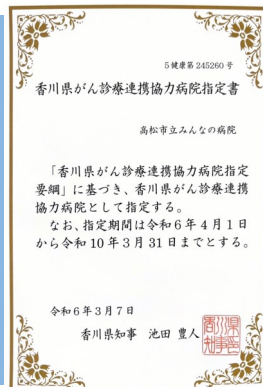 5健康第245260号
香川県がん診療連携協力病院指定書
高松市立みんなの病院
「香川県がん診療連携協力病院指定
要綱」に基づき、香川県がん診療連携
協力病院として指定する。
なお、指定期間は令和6年4月1日
から令和10年3月31日までとする。
令和6年3月7日
香川県知事 池田 豊人
香川県
知事印